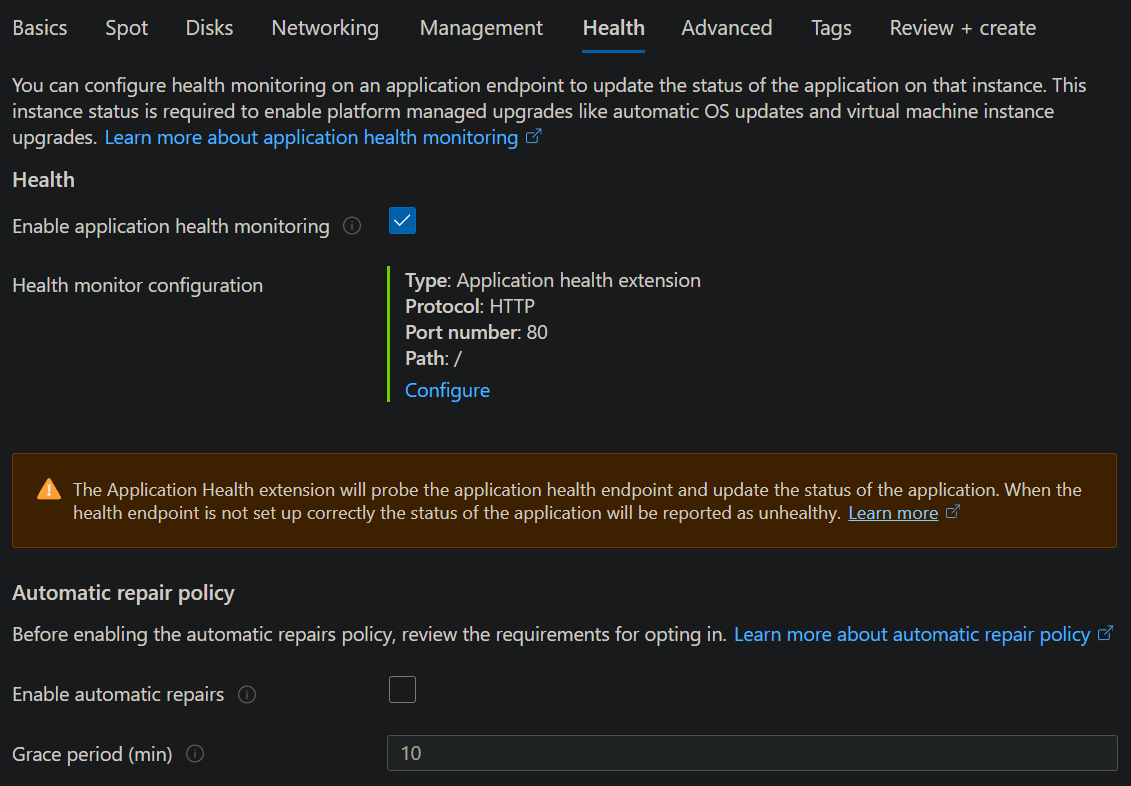 Basics Spot Disks Networking Management Health Advanced Tags Review + create
You can configure health monitoring on an application endpoint to update the status of the application on that instance. This
instance status is required to enable platform managed upgrades like automatic OS updates and virtual machine instance
upgrades. Learn more about application health monitoring
Health
Enable application health monitoring
Health monitor configuration
Type: Application health extension
Protocol: HTTP
Port number: 80
Path: /
Configure
The Application Health extension will probe the application health endpoint and update the status of the application. When the
health endpoint is not set up correctly the status of the application will be reported as unhealthy. Learn more
Automatic repair policy
Before enabling the automatic repairs policy, review the requirements for opting in. Learn more about automatic repair policy
Enable automatic repairs
Grace period (min) 10